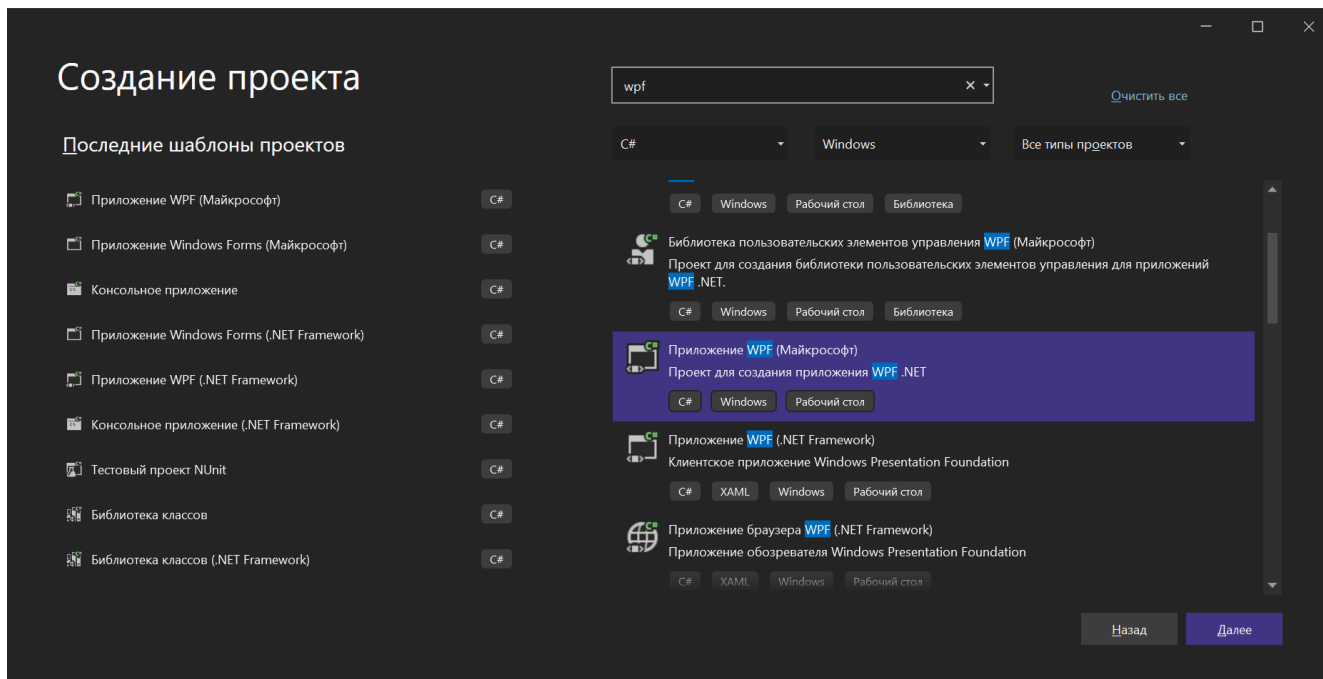 Создание проекта
wpf
Очистить все
Последние шаблоны проектов
C#
Windows
Все типы проектов
Приложение WPF (Майкрософт)
C#
Приложение Windows Forms (Майкрософт)
C#
Консольное приложение
C#
Приложение Windows Forms (.NET Framework)
C#
Приложение WPF (.NET Framework)
C#
Консольное приложение (.NET Framework)
C#
Тестовый проект NUnit
C#
Библиотека классов
C#
Библиотека классов (.NET Framework)
C#
C# Windows Рабочий стол Библиотека
Библиотека пользовательских элементов управления WPF (Майкрософт)
Проект для создания библиотеки пользовательских элементов управления для приложений
WPF .NET.
C# Windows Рабочий стол Библиотека
Приложение WPF (Майкрософт)
Проект для создания приложения WPF .NET
C# Windows Рабочий стол
Приложение WPF (.NET Framework)
Клиентское приложение Windows Presentation Foundation
C# XAML Windows Рабочий стол
Приложение браузера WPF (.NET Framework)
Приложение обозревателя Windows Presentation Foundation
C# XAML Windows Рабочий стол
Назад
Далее